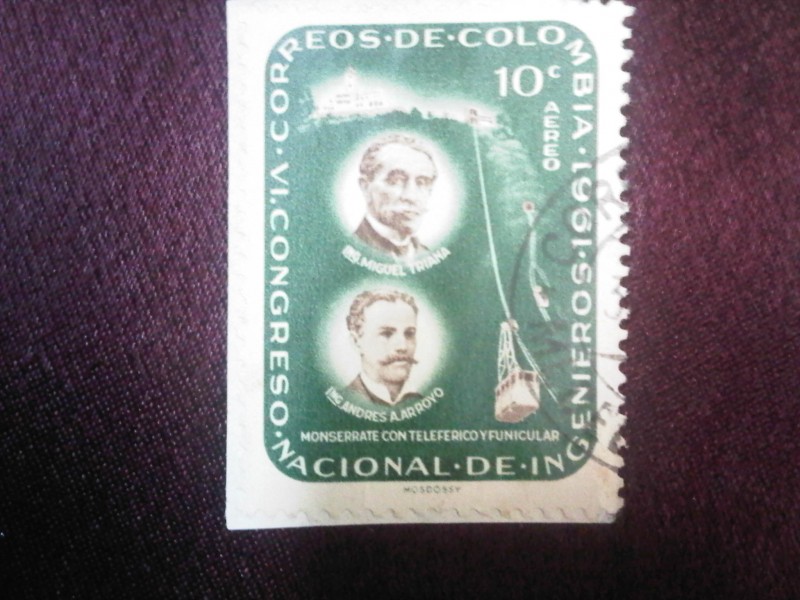 CORREOS·DE·COLOMBIA·1961·
VI.CONGRESO·NACIONAL·DE·INGENIEROS·
10c
AEREO
ING.MIGUEL TRIANA
ING.ANDRES A.ARROYO
MONSERRATE CON TELEFERICO Y FUNICULAR
MOSDÓSSY